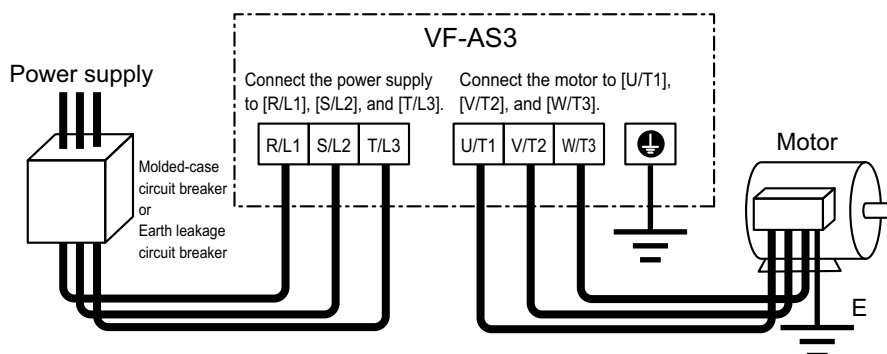 VF-AS3
Power supply
Connect the power supply
to [R/L1], [S/L2], and [T/L3].
Connect the motor to [U/T1],
[V/T2], and [W/T3].
R/L1 S/L2 T/L3
U/T1 V/T2 W/T3
Motor
Molded-case
circuit breaker
or
Earth leakage
circuit breaker
E